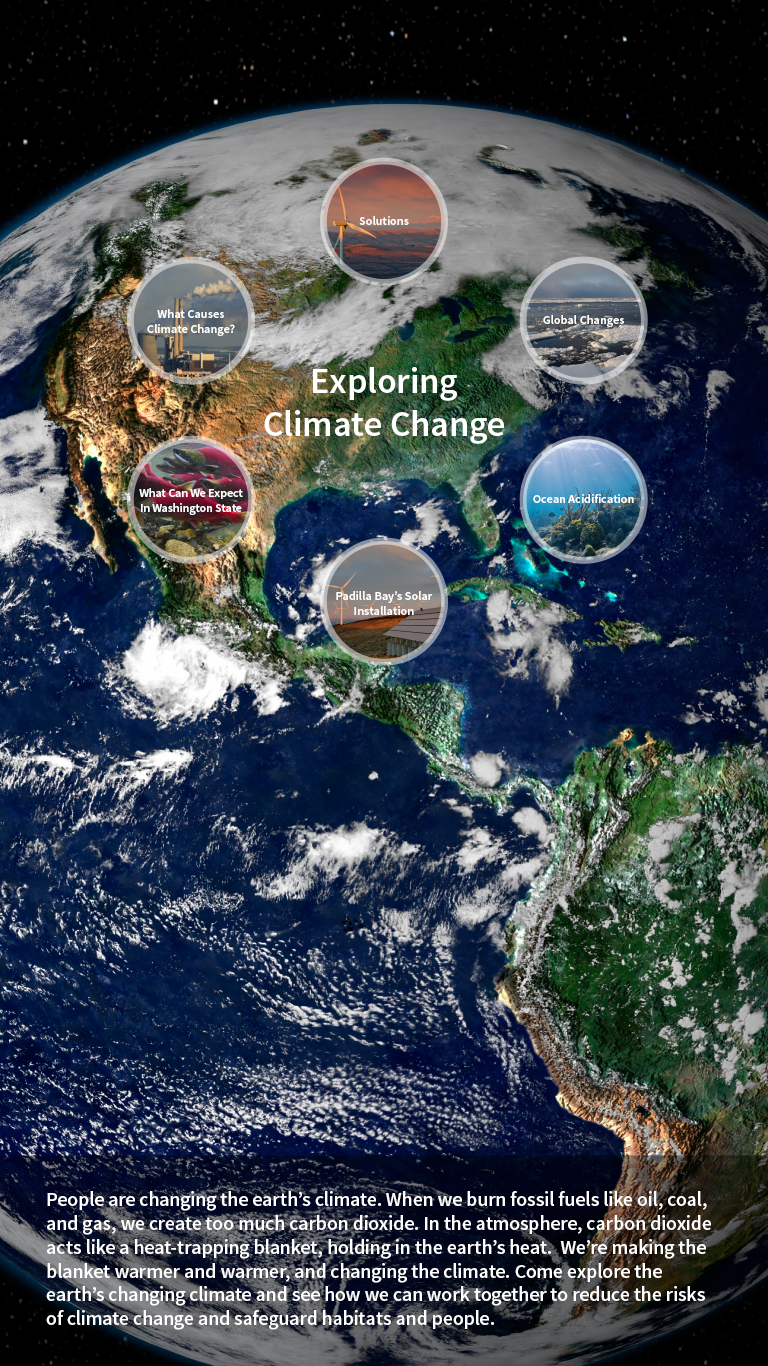 Solutions
What Causes
Climate Change?
Global Changes
Exploring
Climate Change
What Can We Expect
In Washington State
Ocean Acidification
Padilla Bay’s Solar
Installation
People are changing the earth’s climate. When we burn fossil fuels like oil, coal,
and gas, we create too much carbon dioxide. In the atmosphere, carbon dioxide
acts like a heat-trapping blanket, holding in the earth’s heat.  We’re making the
blanket warmer and warmer, and changing the climate. Come explore the
earth’s changing climate and see how we can work together to reduce the risks
of climate change and safeguard habitats and people.